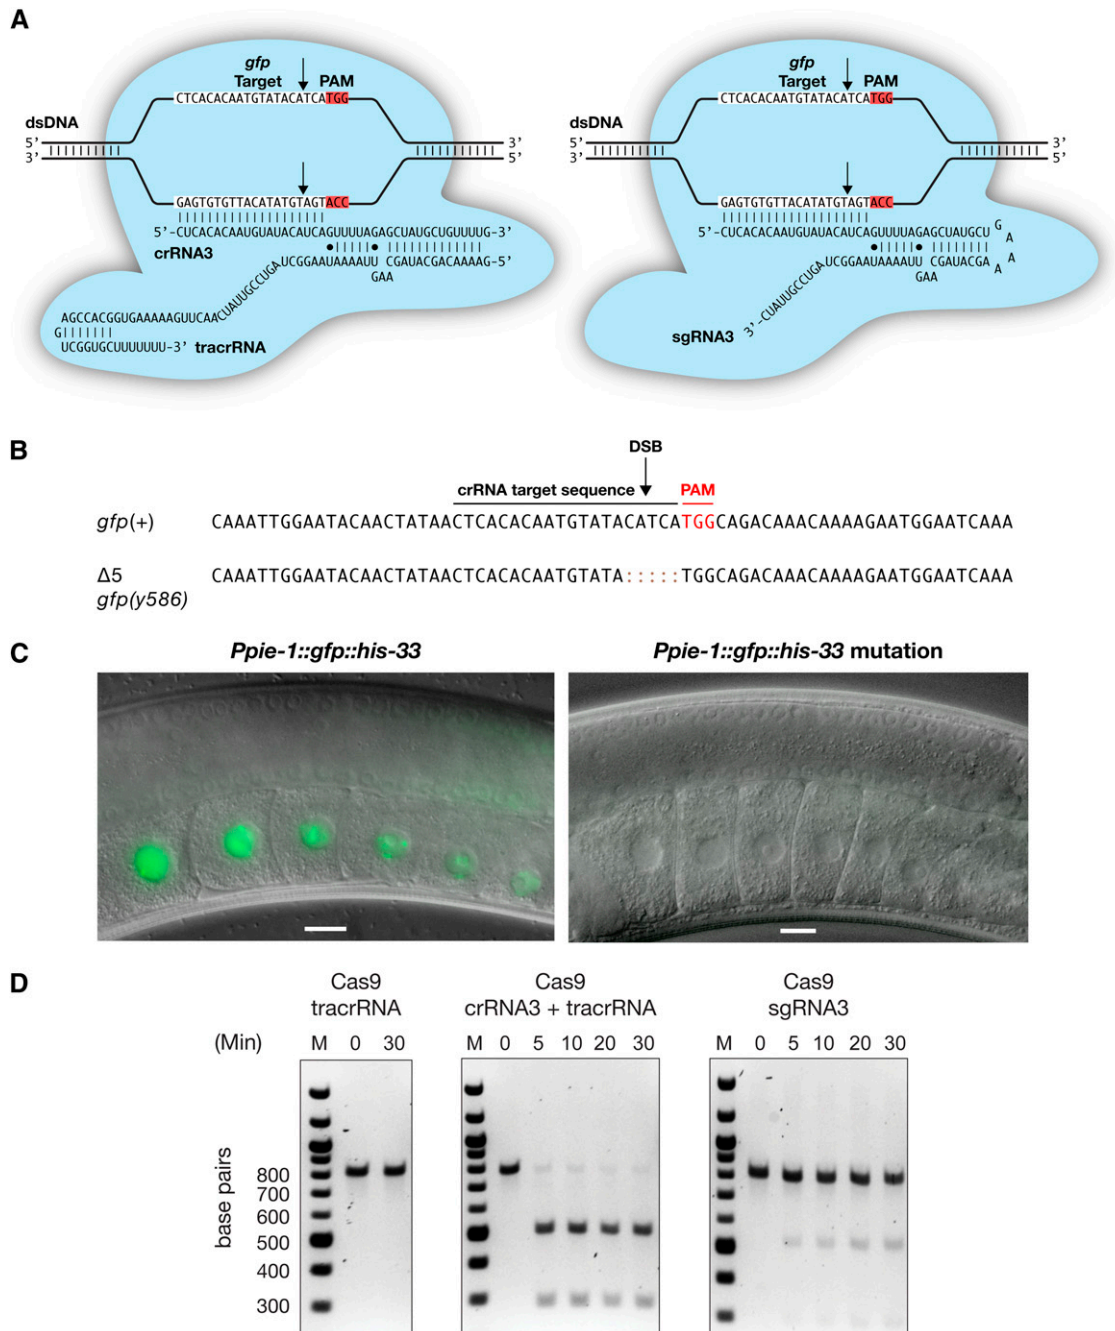 A
gfp
Target PAM
CTCACACAATGTATACATCATGG
dsDNA
5' 3'
3' 5'
GAGTGTGTTACATATGTAGTACC
5'-CUCACACAAUGUAUACAUCAGUUUUAGAGCUAUGCUGUUUUG-3'
crRNA3
UCGGAAUAAAAUU CGAUACGACAAAAG-5'
GAA
CUAUUGCCUGA
AGCCACGGUGAAAAAGUUCAA
G
UCGGUGCUUUUUUU-3' tracrRNA
gfp
Target PAM
CTCACACAATGTATACATCATGG
dsDNA
5' 3'
3' 5'
GAGTGTGTTACATATGTAGTACC
5'-CUCACACAAUGUAUACAUCAGUUUUAGAGCUAUGCU
G
A
A
A
UCGGAAUAAAAUU CGAUACGA
GAA
3'-CUAUUGCCUGA
sgRNA3
B
DSB
crRNA target sequence PAM
gfp(+) CAAATTGGAATACAACTATAACTCACACAATGTATACATCATGGCAGACAAACAAAAGAATGGAATCAAA
Δ5 CAAATTGGAATACAACTATAACTCACACAATGTATA:::::TGGCAGACAAACAAAAGAATGGAATCAAA
gfp(y586)
C
Ppie-1::gfp::his-33 Ppie-1::gfp::his-33 mutation
D
Cas9
tracrRNA
Cas9
crRNA3 + tracrRNA
Cas9
sgRNA3
(Min) M 0 30 M 0 5 10 20 30 M 0 5 10 20 30
base pairs
800
700
600
500
400
300